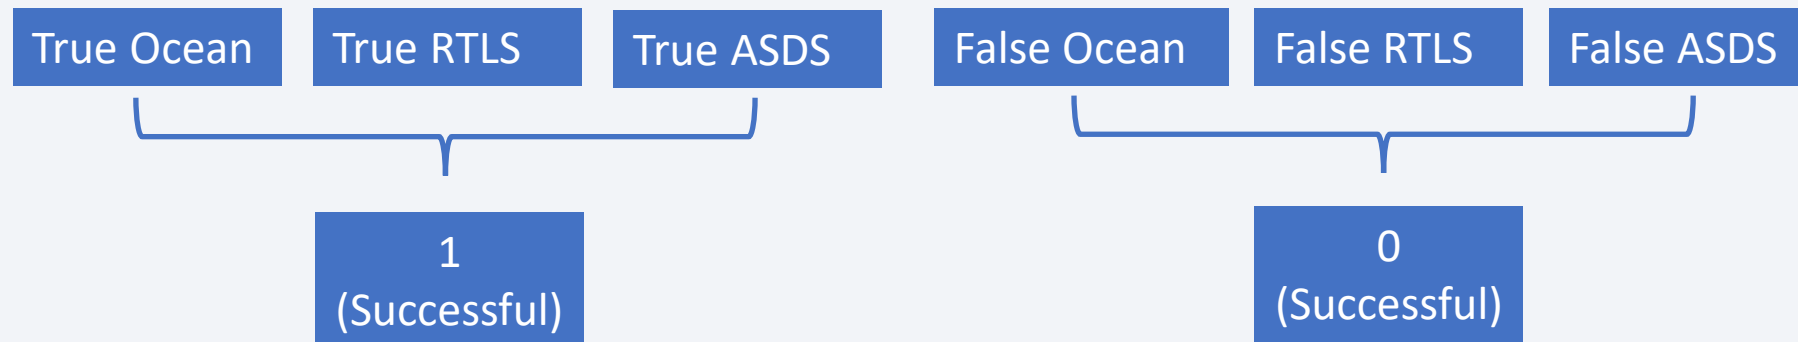 True Ocean
True RTLS
True ASDS
False Ocean
False RTLS
False ASDS
1
(Successful)
0
(Successful)